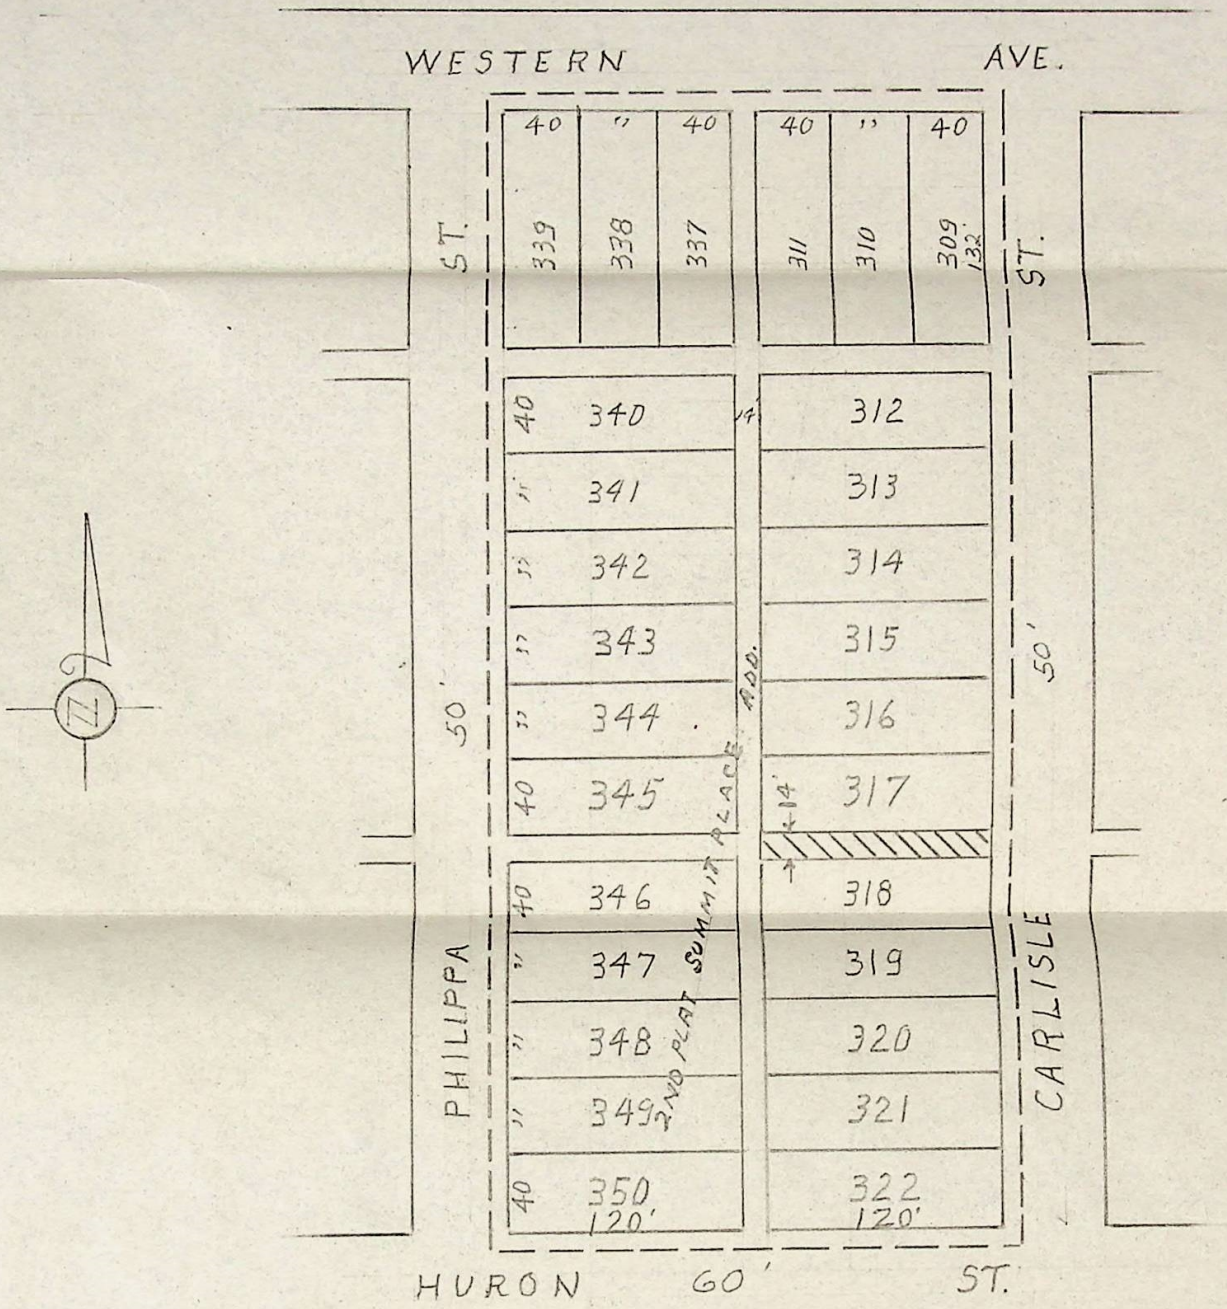 WESTERN AVE.
40 " 40 40 " 40
339 338 337 311 310 309
132'
ST. ST.
40 340 14' 312
" 341 313
" 342 314
" 343 315
" 344 316
40 345 14' 317
50' 50'
N
40 346 318
" 347 319
" 348 320
" 349 321
40 350 322
120' 120'
2ND PLAT SUMMIT PLACE ADD.
PHILIPPA
CARLISLE
HURON 60' ST.